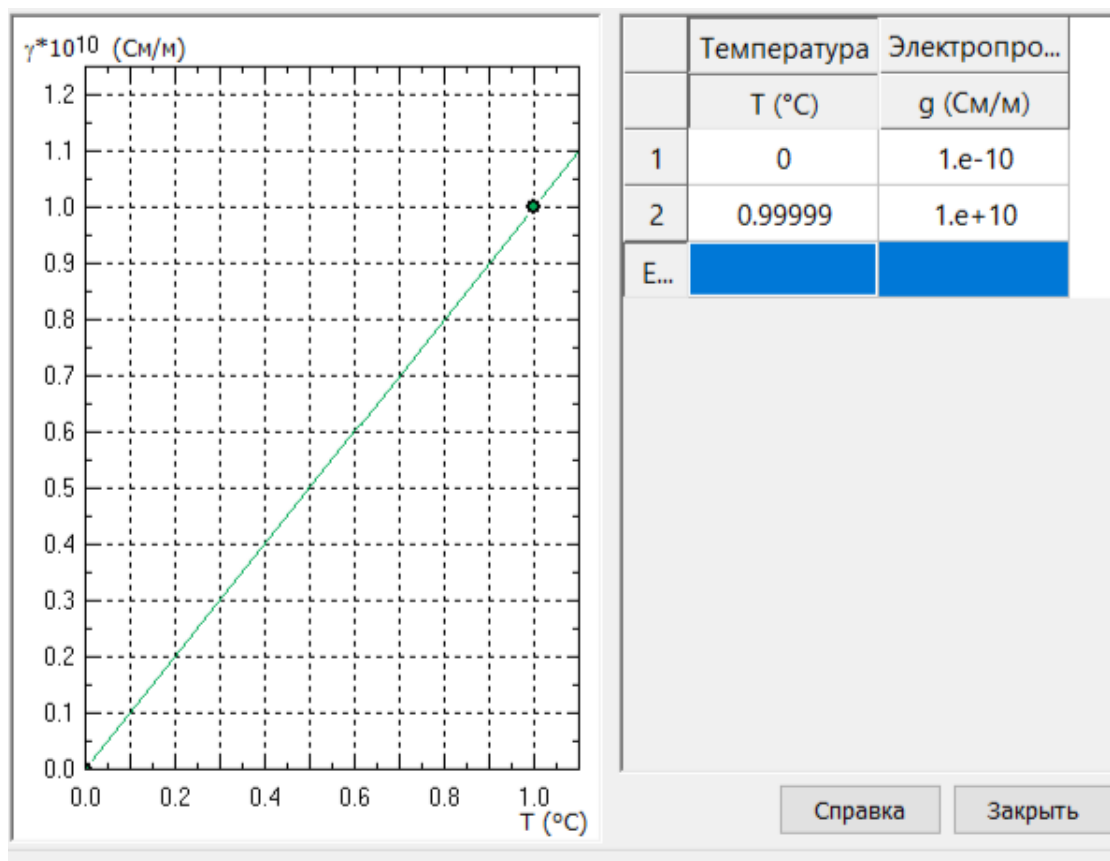 γ*10¹⁰ (См/м)
1.2
1.1
1.0
0.9
0.8
0.7
0.6
0.5
0.4
0.3
0.2
0.1
0.0
0.0 0.2 0.4 0.6 0.8 1.0
T (°C)
Температура Электропро...
T (°C) g (См/м)
1 0 1.e-10
2 0.99999 1.e+10
E...
Справка Закрыть